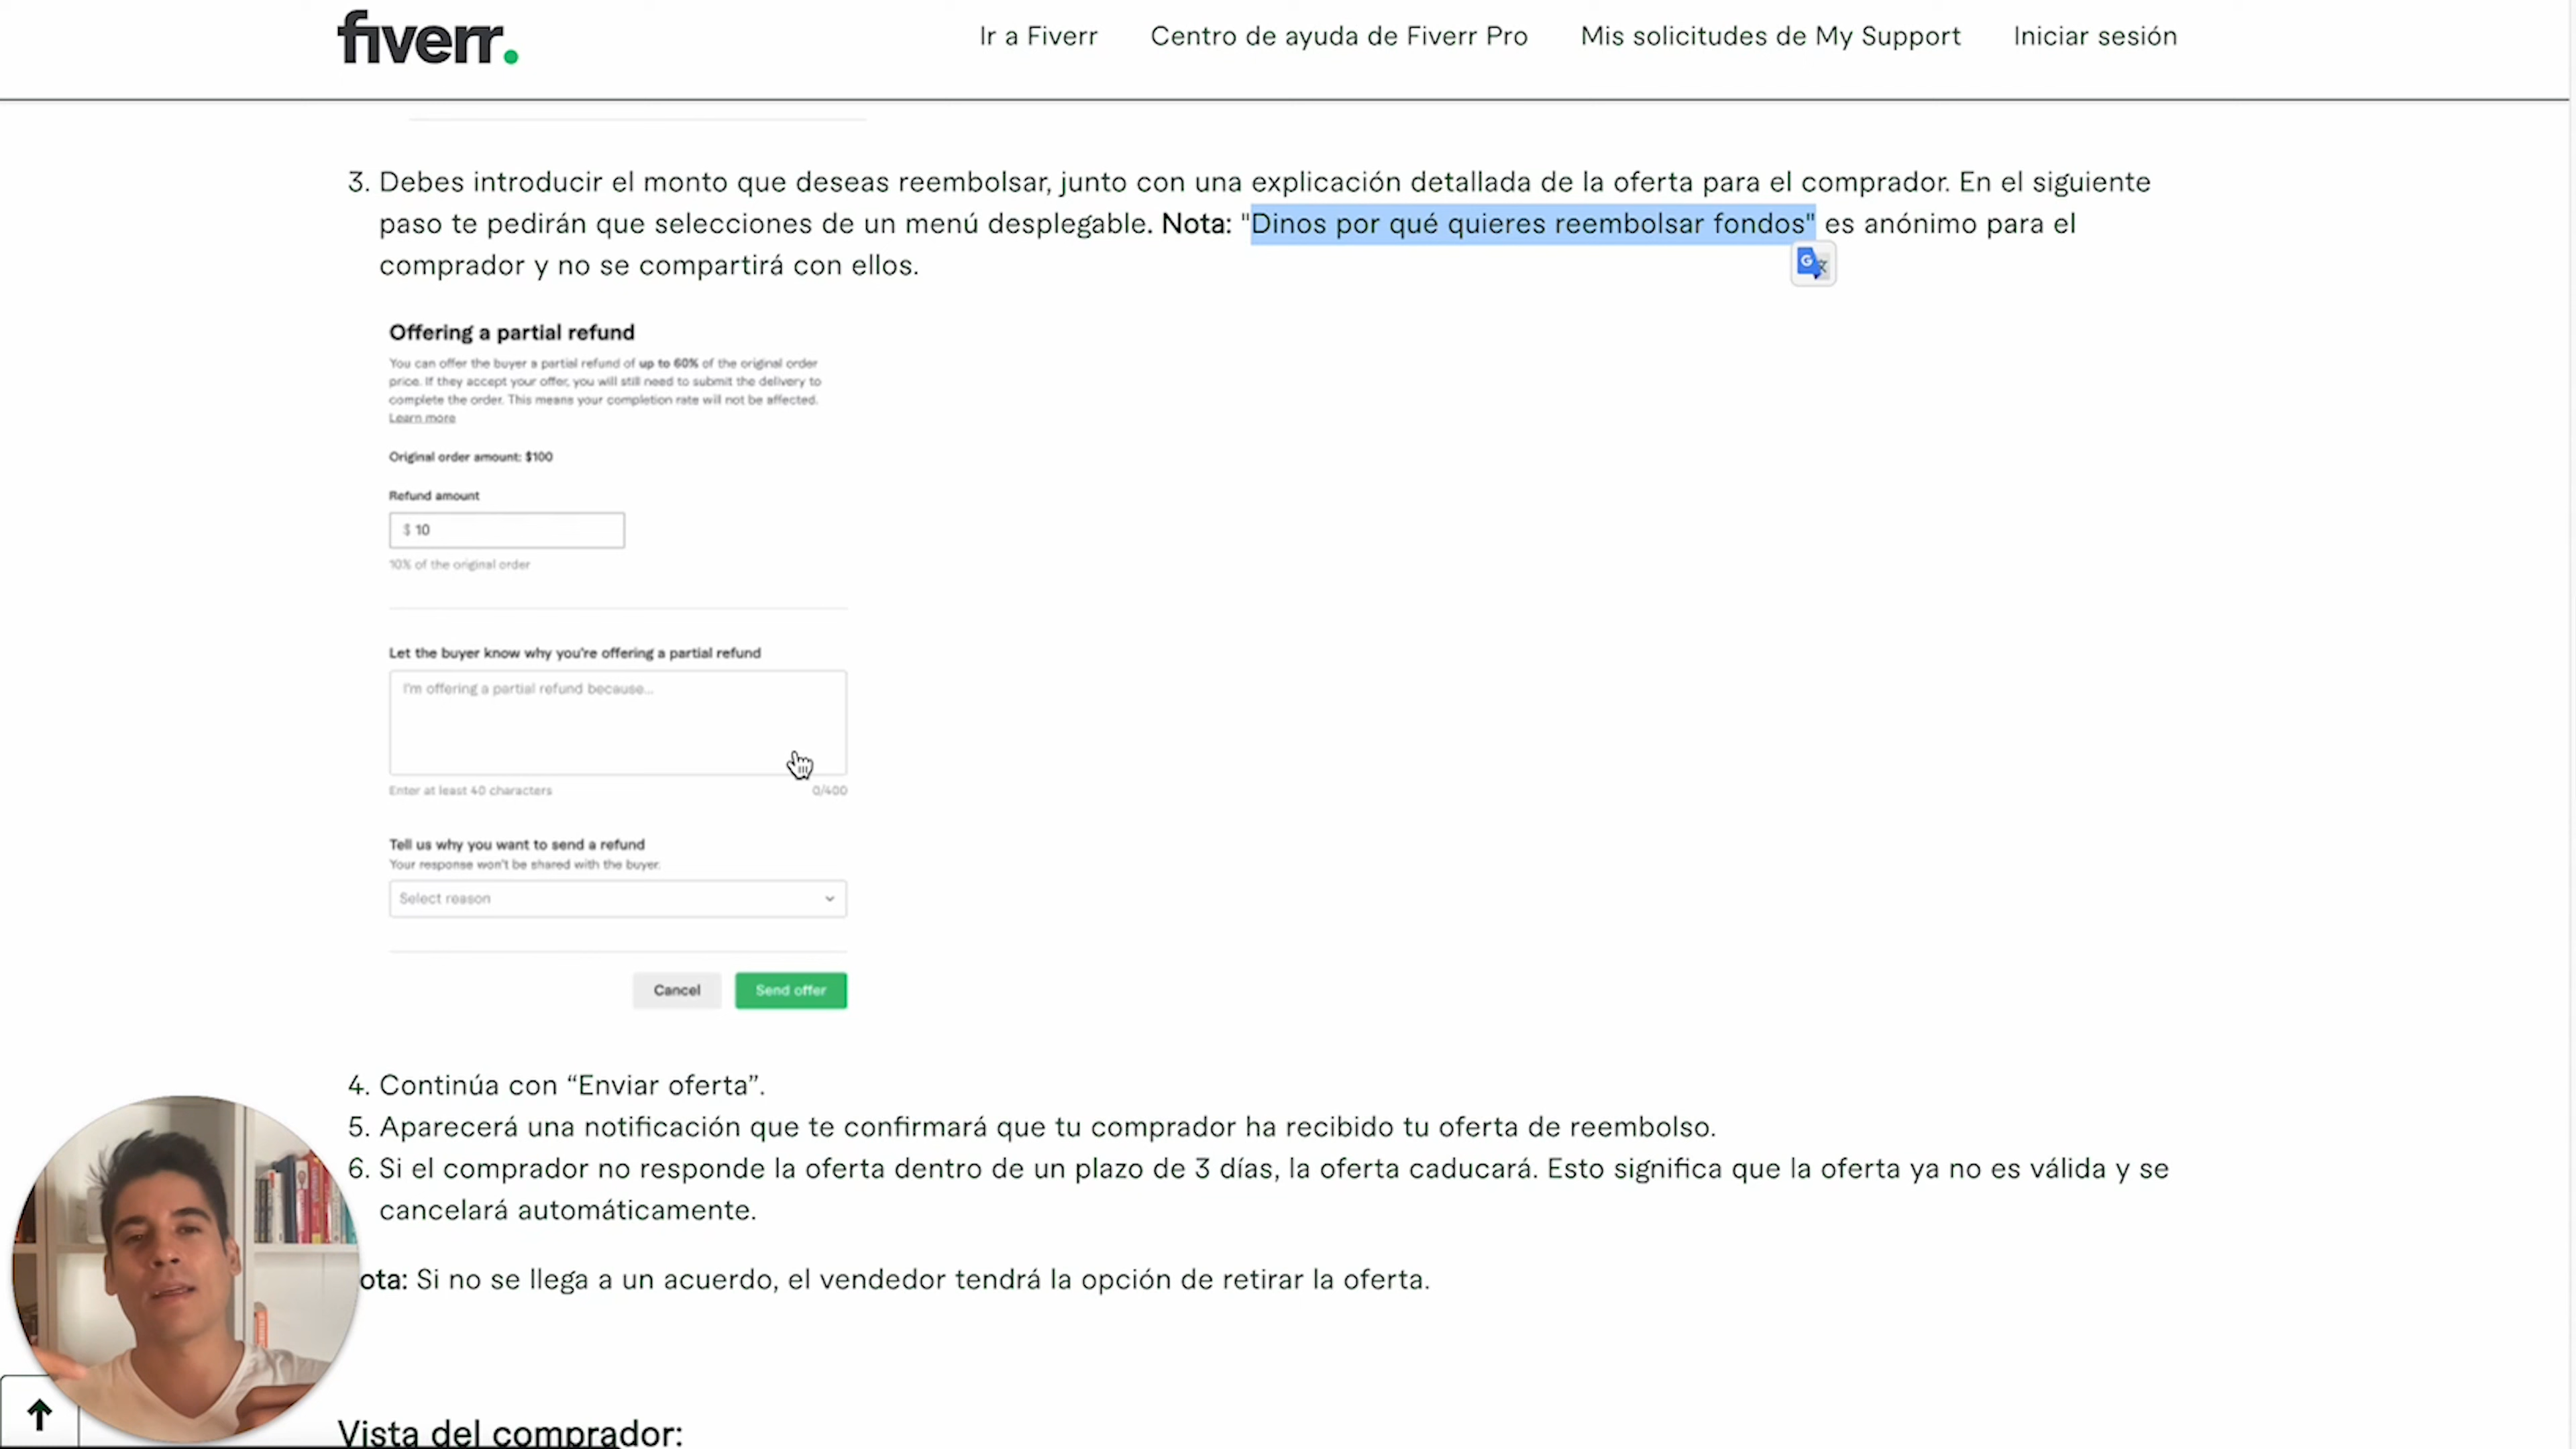 fiverr.
Ir a Fiverr Centro de ayuda de Fiverr Pro Mis solicitudes de My Support Iniciar sesión
3. Debes introducir el monto que deseas reembolsar, junto con una explicación detallada de la oferta para el comprador. En el siguiente
paso te pedirán que selecciones de un menú desplegable. Nota: "Dinos por qué quieres reembolsar fondos" es anónimo para el
comprador y no se compartirá con ellos.
Offering a partial refund
You can offer the buyer a partial refund of up to 60% of the original order
price. If they accept your offer, you will still need to submit the delivery to
complete the order. This means your completion rate will not be affected.
Learn more
Original order amount: $100
Refund amount
$ 10
10% of the original order
Let the buyer know why you're offering a partial refund
I'm offering a partial refund because...
Enter at least 40 characters 0/400
Tell us why you want to send a refund
Your response won't be shared with the buyer.
Select reason
Cancel Send offer
4. Continúa con “Enviar oferta”.
5. Aparecerá una notificación que te confirmará que tu comprador ha recibido tu oferta de reembolso.
6. Si el comprador no responde la oferta dentro de un plazo de 3 días, la oferta caducará. Esto significa que la oferta ya no es válida y se
cancelará automáticamente.
ota: Si no se llega a un acuerdo, el vendedor tendrá la opción de retirar la oferta.
Vista del comprador: